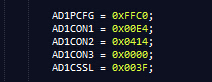 AD1PCFG = 0xFFC0;
AD1CON1 = 0x00E4;
AD1CON2 = 0x0414;
AD1CON3 = 0x0000;
AD1CSSL = 0x003F;